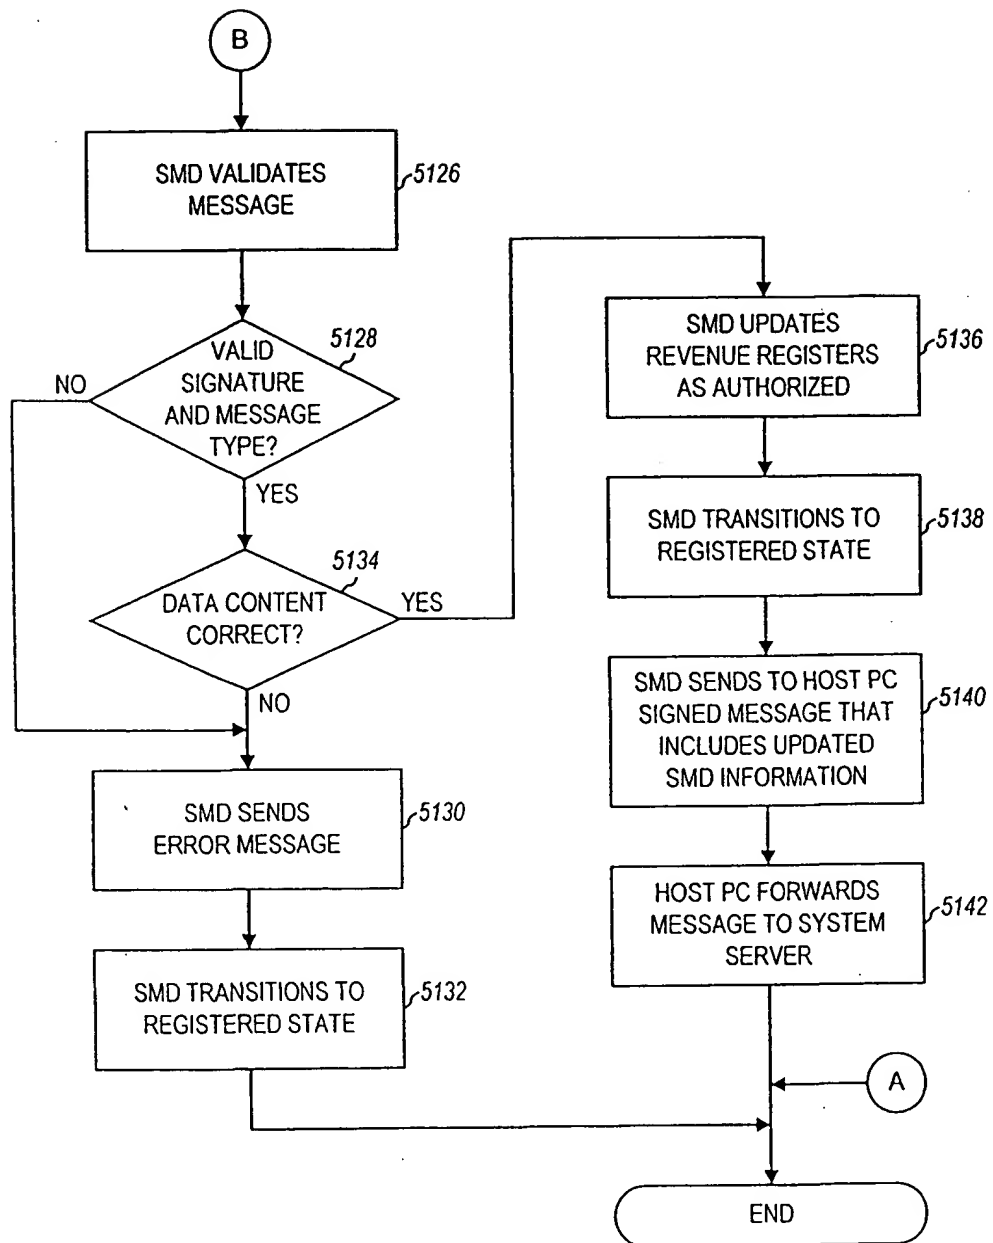 B
SMD VALIDATES
MESSAGE
5126
VALID
SIGNATURE
AND MESSAGE
TYPE?
5128
NO
YES
DATA CONTENT
CORRECT?
5134
YES
NO
SMD SENDS
ERROR MESSAGE
5130
SMD TRANSITIONS TO
REGISTERED STATE
5132
SMD UPDATES
REVENUE REGISTERS
AS AUTHORIZED
5136
SMD TRANSITIONS TO
REGISTERED STATE
5138
SMD SENDS TO HOST PC
SIGNED MESSAGE THAT
INCLUDES UPDATED
SMD INFORMATION
5140
HOST PC FORWARDS
MESSAGE TO SYSTEM
SERVER
5142
A
END